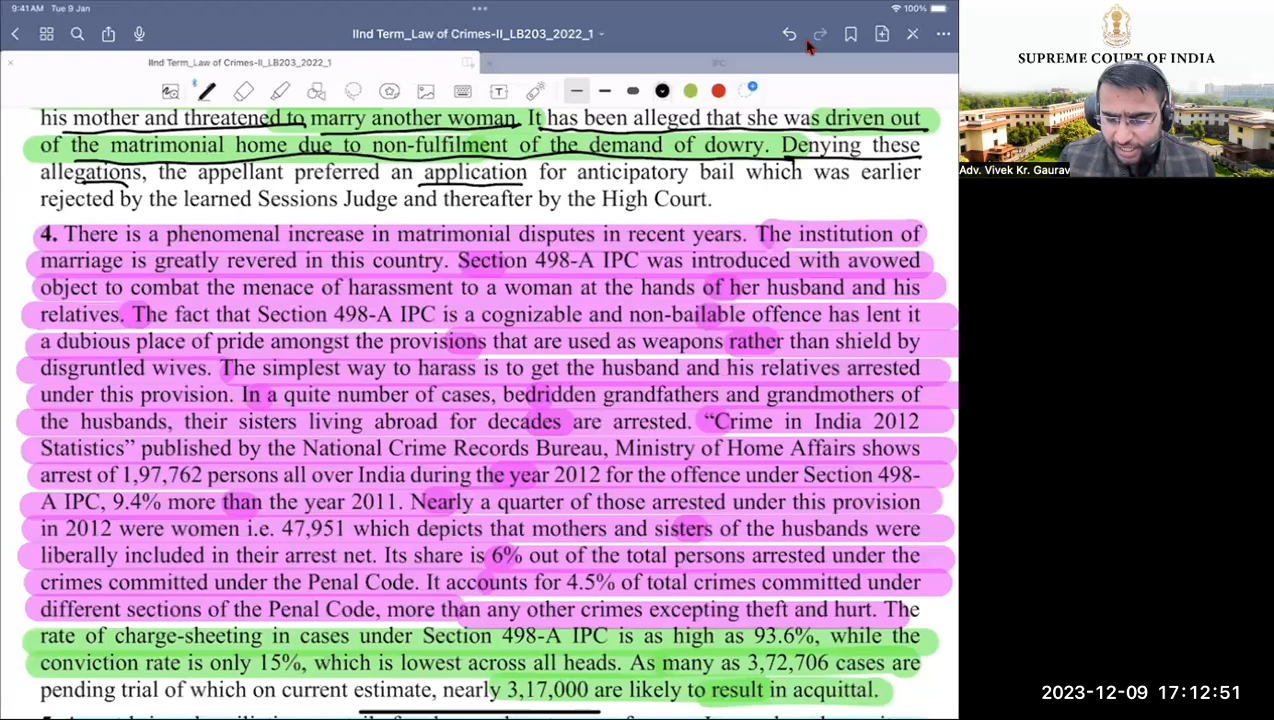 9:41 AM Tue 9 Jan
100%
IInd Term_Law of Crimes-II_LB203_2022_1
IInd Term_Law of Crimes-II_LB203_2022_1
IPC
his mother and threatened to marry another woman. It has been alleged that she was driven out
of the matrimonial home due to non-fulfilment of the demand of dowry. Denying these
allegations, the appellant preferred an application for anticipatory bail which was earlier
rejected by the learned Sessions Judge and thereafter by the High Court.
4. There is a phenomenal increase in matrimonial disputes in recent years. The institution of
marriage is greatly revered in this country. Section 498-A IPC was introduced with avowed
object to combat the menace of harassment to a woman at the hands of her husband and his
relatives. The fact that Section 498-A IPC is a cognizable and non-bailable offence has lent it
a dubious place of pride amongst the provisions that are used as weapons rather than shield by
disgruntled wives. The simplest way to harass is to get the husband and his relatives arrested
under this provision. In a quite number of cases, bedridden grandfathers and grandmothers of
the husbands, their sisters living abroad for decades are arrested. “Crime in India 2012
Statistics” published by the National Crime Records Bureau, Ministry of Home Affairs shows
arrest of 1,97,762 persons all over India during the year 2012 for the offence under Section 498-
A IPC, 9.4% more than the year 2011. Nearly a quarter of those arrested under this provision
in 2012 were women i.e. 47,951 which depicts that mothers and sisters of the husbands were
liberally included in their arrest net. Its share is 6% out of the total persons arrested under the
crimes committed under the Penal Code. It accounts for 4.5% of total crimes committed under
different sections of the Penal Code, more than any other crimes excepting theft and hurt. The
rate of charge-sheeting in cases under Section 498-A IPC is as high as 93.6%, while the
conviction rate is only 15%, which is lowest across all heads. As many as 3,72,706 cases are
pending trial of which on current estimate, nearly 3,17,000 are likely to result in acquittal.
SUPREME COURT OF INDIA
Adv. Vivek Kr. Gaurav
2023-12-09 17:12:51